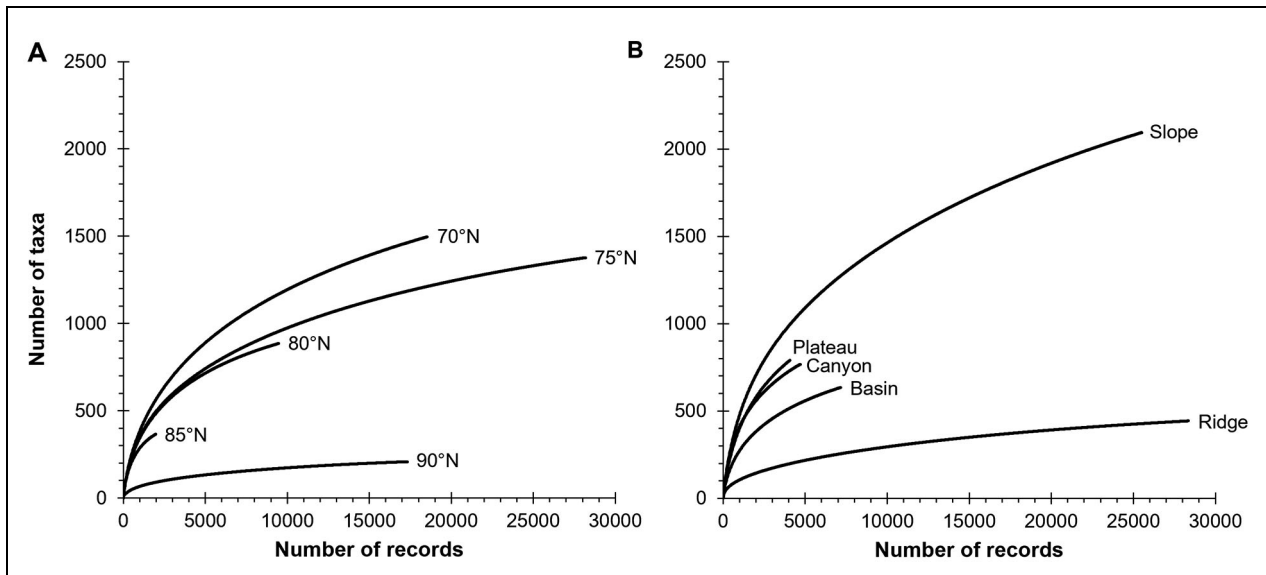 A
Number of taxa
2500
2000
1500
1000
500
0
70°N
75°N
80°N
85°N
90°N
0 5000 10000 15000 20000 25000 30000
Number of records
B
2500
2000
1500
1000
500
0
Slope
Plateau
Canyon
Basin
Ridge
0 5000 10000 15000 20000 25000 30000
Number of records